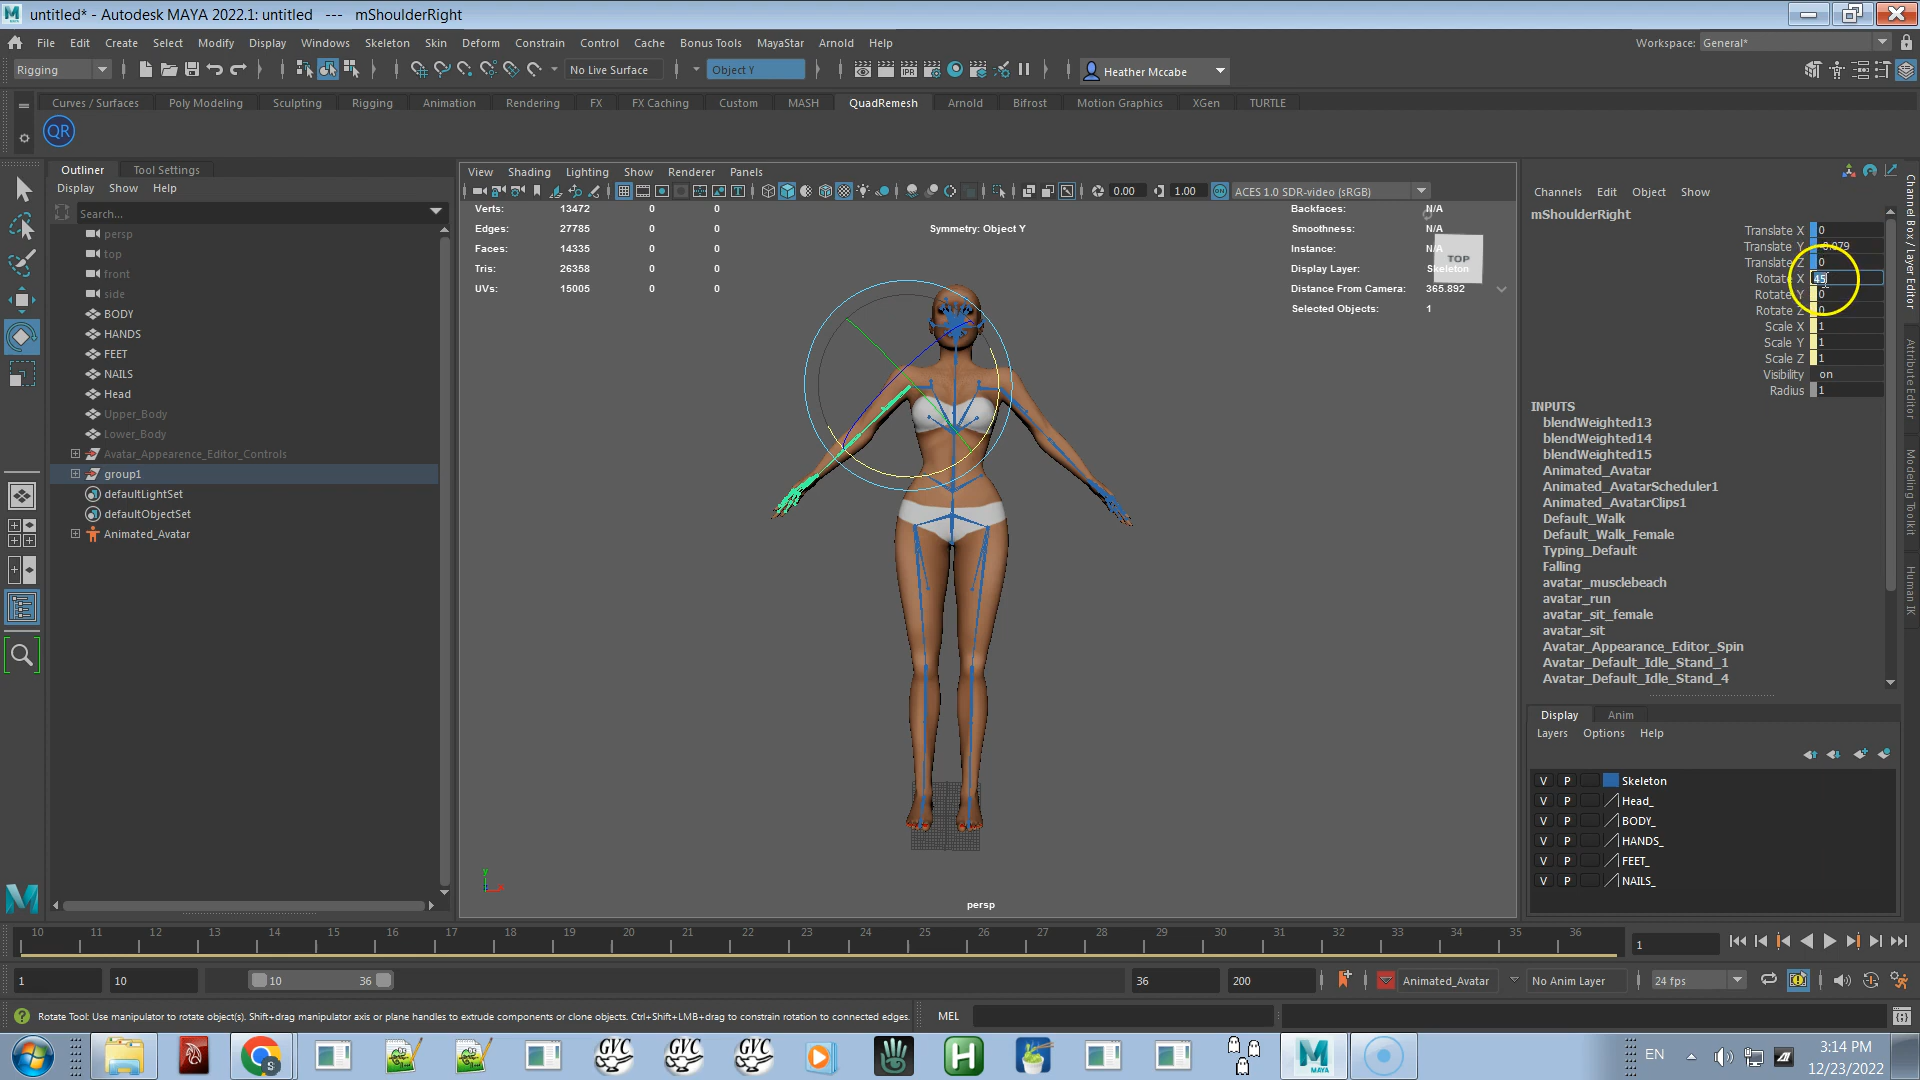 untitled* - Autodesk MAYA 2022.1: untitled   ---   mShoulderRight
File Edit Create Select Modify Display Windows Skeleton Skin Deform Constrain Control Cache Bonus Tools MayaStar Arnold Help
Workspace: General*
Rigging
No Live Surface
Object Y
Heather Mccabe
Curves / Surfaces Poly Modeling Sculpting Rigging Animation Rendering FX FX Caching Custom MASH QuadRemesh Arnold Bifrost Motion Graphics XGen TURTLE
QR
Outliner Tool Settings
Display Show Help
Search...
persp
top
front
side
BODY
HANDS
FEET
NAILS
Head
Upper_Body
Lower_Body
Avatar_Appearence_Editor_Controls
group1
defaultLightSet
defaultObjectSet
Animated_Avatar
View Shading Lighting Show Renderer Panels
0.00 1.00 ON ACES 1.0 SDR-video (sRGB)
Verts: 13472 0 0
Edges: 27785 0 0
Faces: 14335 0 0
Tris: 26358 0 0
UVs: 15005 0 0
Symmetry: Object Y
Backfaces: N/A
Smoothness: N/A
Instance: N/A
Display Layer: Skeleton
Distance From Camera: 365.892
Selected Objects: 1
TOP
y
persp
Channels Edit Object Show
mShoulderRight
Translate X 0
Translate Y -0.079
Translate Z 0
Rotate X 45
Rotate Y 0
Rotate Z 0
Scale X 1
Scale Y 1
Scale Z 1
Visibility on
Radius 1
INPUTS
blendWeighted13
blendWeighted14
blendWeighted15
Animated_Avatar
Animated_AvatarScheduler1
Animated_AvatarClips1
Default_Walk
Default_Walk_Female
Typing_Default
Falling
avatar_musclebeach
avatar_run
avatar_sit_female
avatar_sit
Avatar_Appearance_Editor_Spin
Avatar_Default_Idle_Stand_1
Avatar_Default_Idle_Stand_4
Channel Box / Layer Editor
Attribute Editor
Modeling Toolkit
Human IK
Display Anim
Layers Options Help
V P Skeleton
V P Head_
V P BODY_
V P HANDS_
V P FEET_
V P NAILS_
10 11 12 13 14 15 16 17 18 19 20 21 22 23 24 25 26 27 28 29 30 31 32 33 34 35 36
1
1 10 10 36 36 200 Animated_Avatar No Anim Layer 24 fps
Rotate Tool: Use manipulator to rotate object(s). Shift+drag manipulator axis or plane handles to extrude components or clone objects. Ctrl+Shift+LMB+drag to constrain rotation to connected edges.
MEL
GVC GVC GVC
H
MAYA
EN
3:14 PM
12/23/2022